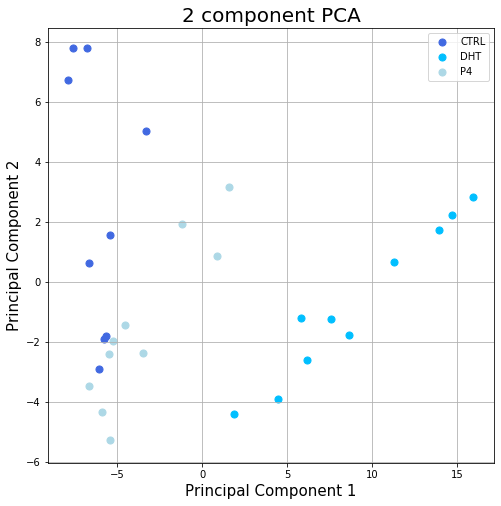 2 component PCA
CTRL
DHT
P4
Principal Component 2
8
6
4
2
0
−2
−4
−6
−5
0
5
10
15
Principal Component 1